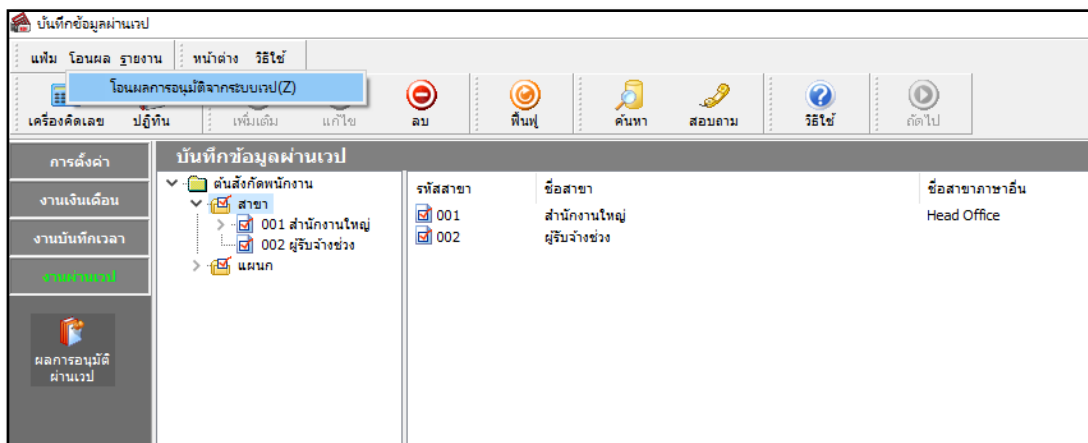 บันทึกข้อมูลผ่านเวป
แฟ้ม โอนผล รายงาน หน้าต่าง วิธีใช้
โอนผลการอนุมัติจากระบบเวป(Z)
เครื่องคิดเลข ปฏิทิน เพิ่มเติม แก้ไข ลบ ฟื้นฟู ค้นหา สอบถาม วิธีใช้ ถัดไป
การตั้งค่า
งานเงินเดือน
งานบันทึกเวลา
งานผ่านเวป
ผลการอนุมัติ
ผ่านเวป
บันทึกข้อมูลผ่านเวป
ต้นสังกัดพนักงาน
สาขา
001 สำนักงานใหญ่
002 ผู้รับจ้างช่วง
แผนก
รหัสสาขา ชื่อสาขา ชื่อสาขาภาษาอื่น
001 สำนักงานใหญ่ Head Office
002 ผู้รับจ้างช่วง